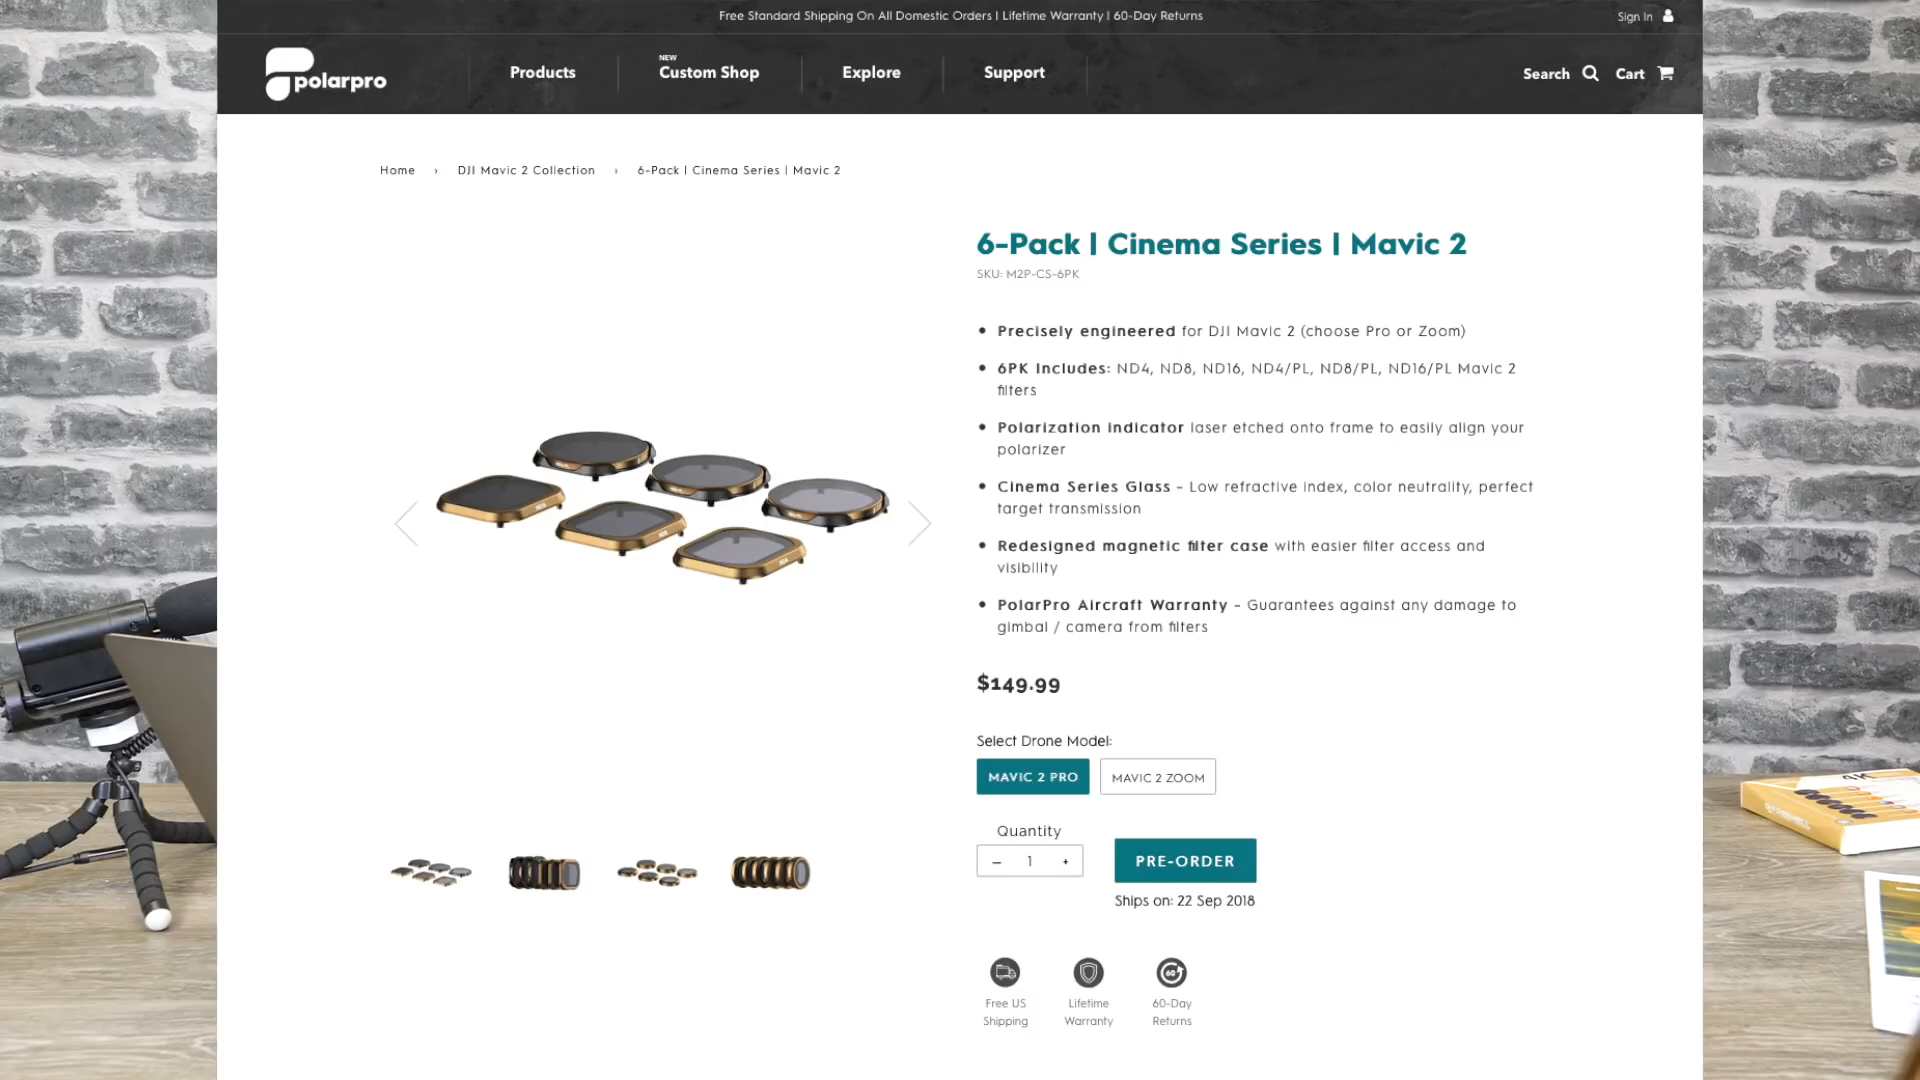 Free Standard Shipping On All Domestic Orders | Lifetime Warranty | 60-Day Returns
Sign In
polarpro
Products
NEW
Custom Shop
Explore
Support
Search
Cart
Home › DJI Mavic 2 Collection › 6-Pack | Cinema Series | Mavic 2
6-Pack | Cinema Series | Mavic 2
SKU: M2P-CS-6PK
• Precisely engineered for DJI Mavic 2 (choose Pro or Zoom)
• 6PK Includes: ND4, ND8, ND16, ND4/PL, ND8/PL, ND16/PL Mavic 2
filters
• Polarization indicator laser etched onto frame to easily align your
polarizer
• Cinema Series Glass - Low refractive index, color neutrality, perfect
target transmission
• Redesigned magnetic filter case with easier filter access and
visibility
• PolarPro Aircraft Warranty - Guarantees against any damage to
gimbal / camera from filters
$149.99
Select Drone Model:
MAVIC 2 PRO
MAVIC 2 ZOOM
Quantity
– 1 +
PRE-ORDER
Ships on: 22 Sep 2018
60
Free US
Shipping
Lifetime
Warranty
60-Day
Returns
4K